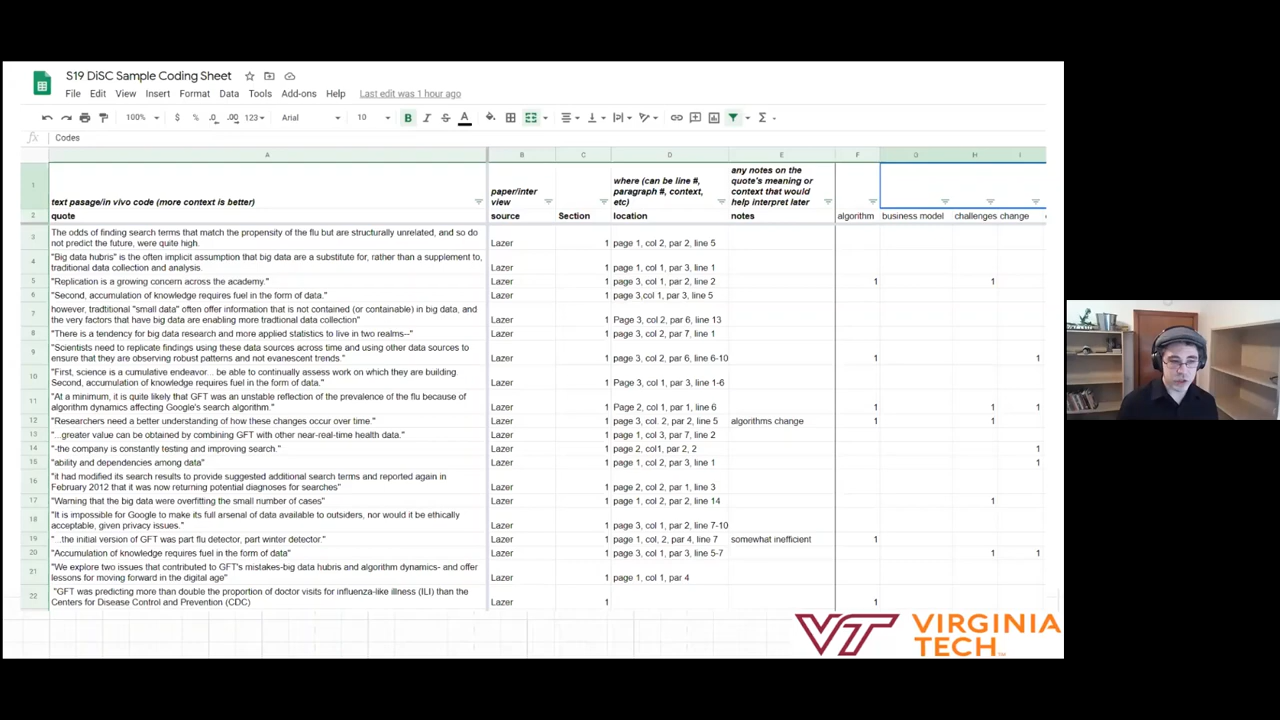 S19 DiSC Sample Coding Sheet
File Edit View Insert Format Data Tools Add-ons Help Last edit was 1 hour ago
100% $ % .0 .00 123 Arial 10 B I S A
fx Codes
A B C D E F G H I
1 text pasage/in vivo code (more context is better) paper/inter view where (can be line #, paragraph #, context, etc) any notes on the quote's meaning or context that would help interpret later
2 quote source Section location notes algorithm business model challenges change
3 The odds of finding search terms that match the propensity of the flu but are structurally unrelated, and so do
not predict the future, were quite high. Lazer 1 page 1, col 2, par 2, line 5
4 "Big data hubris" is the often implicit assumption that big data are a substitute for, rather than a supplement to,
traditional data collection and analysis. Lazer 1 page 1, col 1, par 3, line 1
5 "Replication is a growing concern across the academy." Lazer 1 page 3, col 1, par 2, line 2 1 1
6 "Second, accumulation of knowledge requires fuel in the form of data." Lazer 1 page 3,col 1, par 3, line 5
7 however, tradtitional "small data" often offer information that is not contained (or containable) in big data, and
the very factors that have big data are enabling more tradtional data collection" Lazer 1 Page 3, col 2, par 6, line 13
8 "There is a tendency for big data research and more applied statistics to live in two realms--" Lazer 1 page 3, col 2, par 7, line 1
9 "Scientists need to replicate findings using these data sources across time and using other data sources to
ensure that they are observing robust patterns and not evanescent trends." Lazer 1 page 3, col 2, par 6, line 6-10 1 1
10 "First, science is a cumulative endeavor... be able to continually assess work on which they are building
Second, accumulation of knowledge requires fuel in the form of data." Lazer 1 Page 3, col 1, par 3, line 1-6
11 "At a minimum, it is quite likely that GFT was an unstable reflection of the prevalence of the flu because of
algorithm dynamics affecting Google's search algorithm." Lazer 1 Page 2, col 1, par 1, line 6 1 1 1
12 "Researchers need a better understanding of how these changes occur over time." Lazer 1 page 3, col. 2, par 2, line 5 algorithms change 1 1
13 "...greater value can be obtained by combining GFT with other near-real-time health data." Lazer 1 page 1, col 3, par 7, line 2
14 "-the company is constantly testing and improving search." Lazer 1 page 2, col1, par 2, 2 1
15 "ability and dependencies among data" Lazer 1 page 1, col 2, par 3, line 1 1
16 "it had modified its search results to provide suggested additional search terms and reported again in
February 2012 that it was now returning potential diagnoses for searches" Lazer 1 page 2, col 2, par 1, line 3
17 "Warning that the big data were overfitting the small number of cases" Lazer 1 page 1, col 2, par 2, line 14 1
18 "It is impossible for Google to make its full arsenal of data available to outsiders, nor would it be ethically
acceptable, given privacy issues." Lazer 1 page 3, col 2, par 2, line 7-10
19 " ...the initial version of GFT was part flu detector, part winter detector." Lazer 1 page 1, col, 2, par 4, line 7 somewhat inefficient 1
20 "Accumulation of knowledge requires fuel in the form of data" Lazer 1 page 3, col 1, par 3, line 5-7 1 1
21 "We explore two issues that contributed to GFT's mistakes-big data hubris and algorithm dynamics- and offer
lessons for moving forward in the digital age" Lazer 1 page 1, col 1, par 4
22 "GFT was predicting more than double the proportion of doctor visits for influenza-like illness (ILI) than the
Centers for Disease Control and Prevention (CDC) Lazer 1 1
VT VIRGINIA
TECH